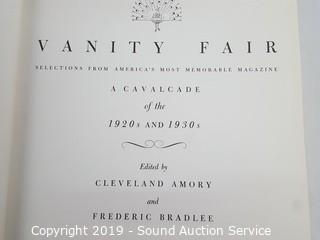 VANITY FAIR
SELECTIONS FROM AMERICA'S MOST MEMORABLE MAGAZINE
A CAVALCADE
of the
1920s AND 1930s
Edited by
CLEVELAND AMORY
and
FREDERIC BRADLEE
Copyright 2019 - Sound Auction Service